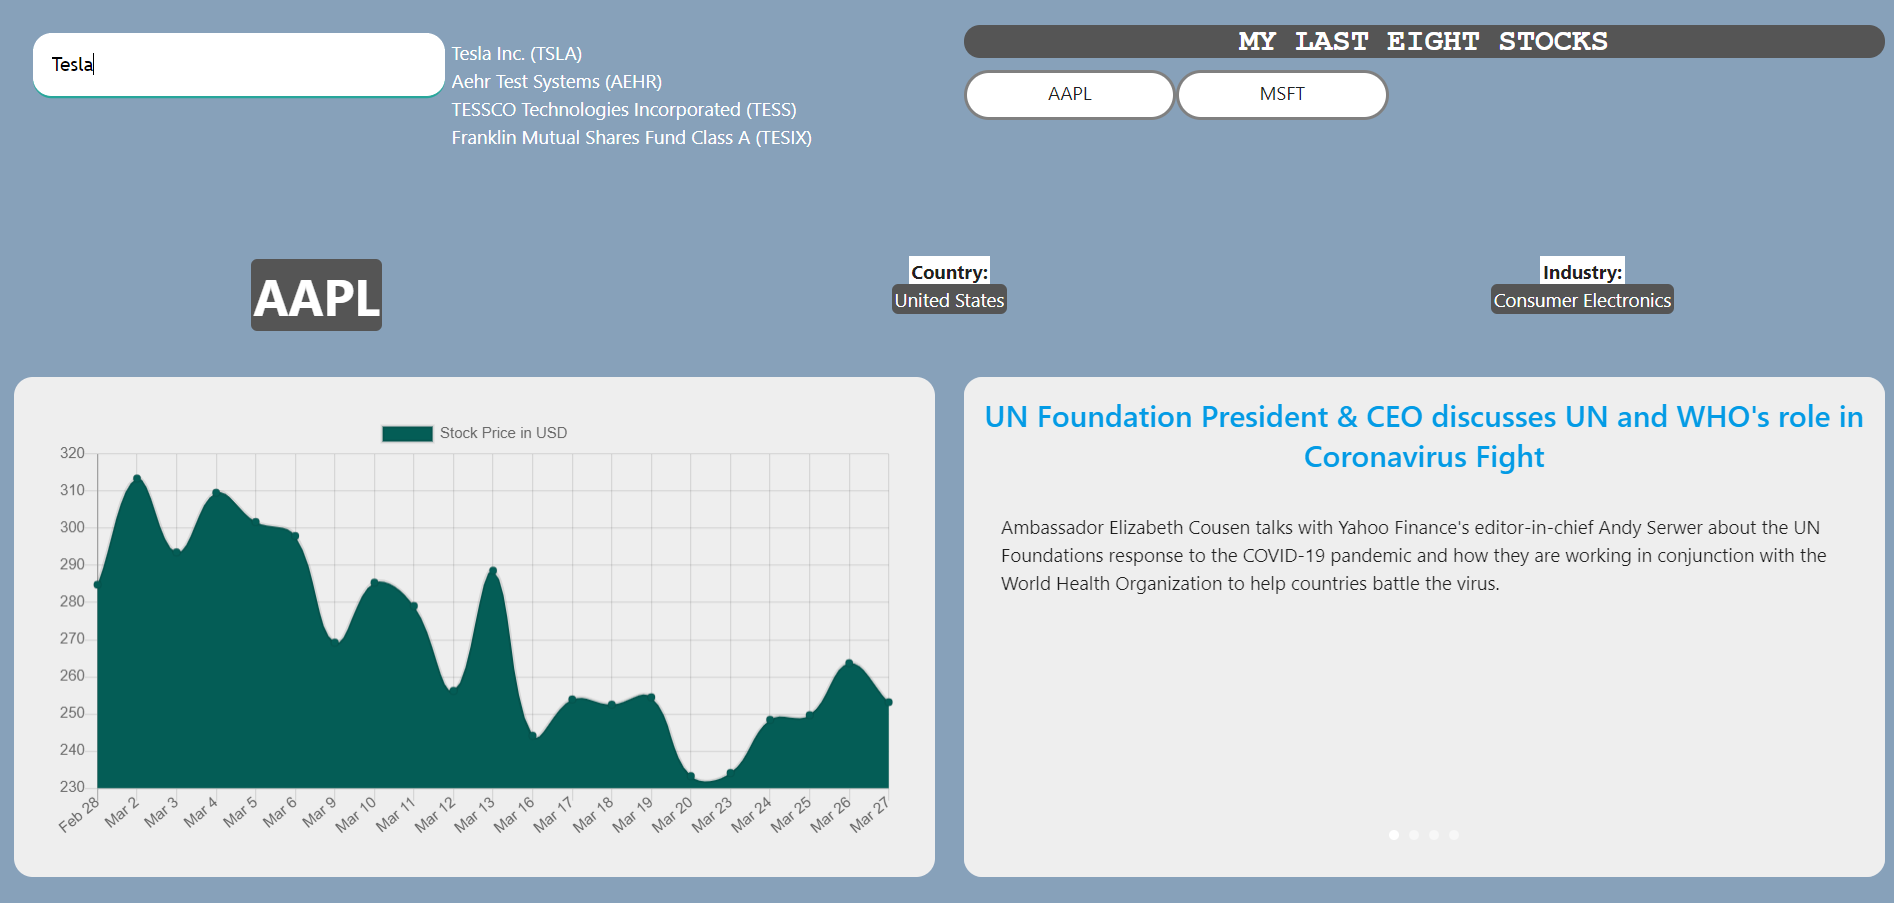 Tesla
Tesla Inc. (TSLA)
Aehr Test Systems (AEHR)
TESSCO Technologies Incorporated (TESS)
Franklin Mutual Shares Fund Class A (TESIX)
MY LAST EIGHT STOCKS
AAPL
MSFT
AAPL
Country:
United States
Industry:
Consumer Electronics
Stock Price in USD
320
310
300
290
280
270
260
250
240
230
Feb 28
Mar 2
Mar 3
Mar 4
Mar 5
Mar 6
Mar 9
Mar 10
Mar 11
Mar 12
Mar 13
Mar 16
Mar 17
Mar 18
Mar 19
Mar 20
Mar 23
Mar 24
Mar 25
Mar 26
Mar 27
UN Foundation President & CEO discusses UN and WHO's role in
Coronavirus Fight
Ambassador Elizabeth Cousen talks with Yahoo Finance's editor-in-chief Andy Serwer about the UN
Foundations response to the COVID-19 pandemic and how they are working in conjunction with the
World Health Organization to help countries battle the virus.